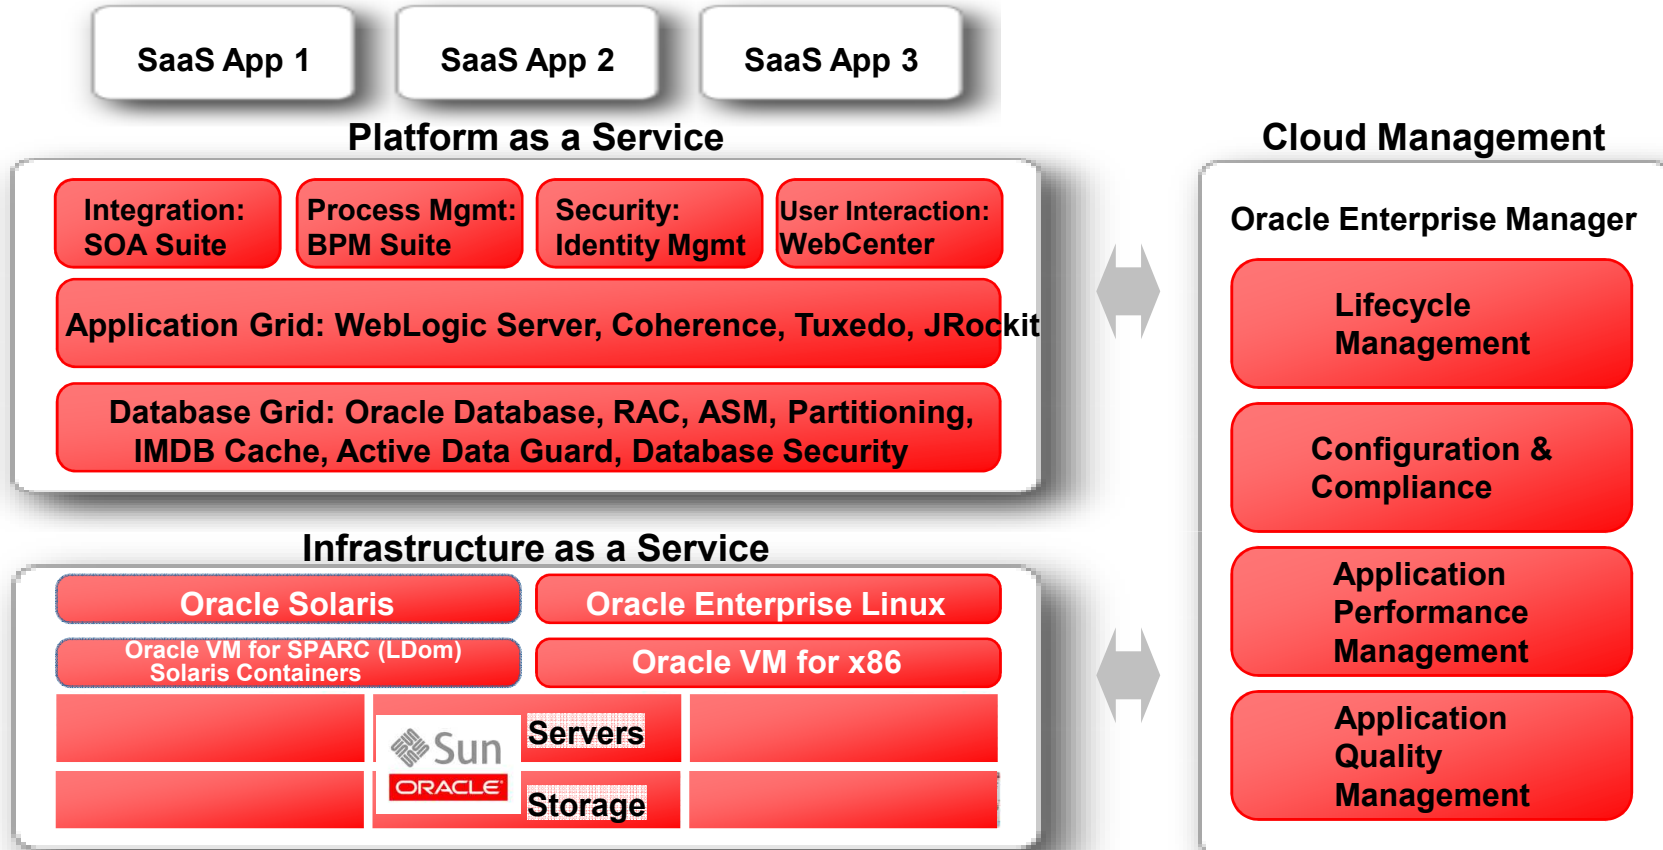 SaaS App 1
SaaS App 2
SaaS App 3
Platform as a Service
Integration:
SOA Suite
Process Mgmt:
BPM Suite
Security:
Identity Mgmt
User Interaction:
WebCenter
Application Grid: WebLogic Server, Coherence, Tuxedo, JRockit
Database Grid: Oracle Database, RAC, ASM, Partitioning,
IMDB Cache, Active Data Guard, Database Security
Infrastructure as a Service
Oracle Solaris
Oracle Enterprise Linux
Oracle VM for SPARC (LDom)
Solaris Containers
Oracle VM for x86
Sun
ORACLE
Servers
Storage
Cloud Management
Oracle Enterprise Manager
Lifecycle
Management
Configuration &
Compliance
Application
Performance
Management
Application
Quality
Management